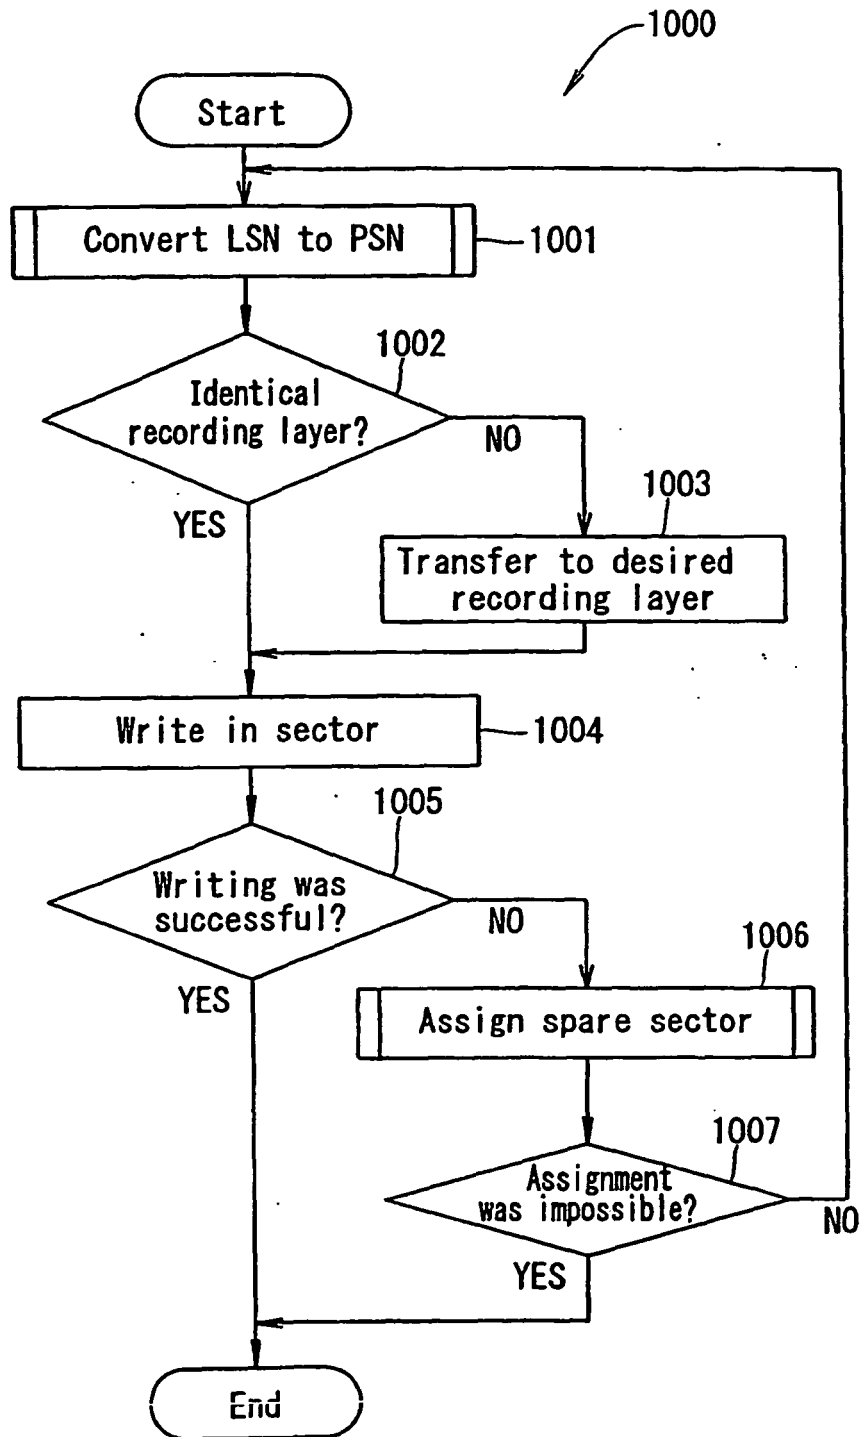 1000
Start
Convert LSN to PSN
1001
1002
Identical
recording layer?
NO
YES
1003
Transfer to desired
recording layer
Write in sector
1004
1005
Writing was
successful?
NO
YES
1006
Assign spare sector
1007
Assignment
was impossible?
NO
YES
End